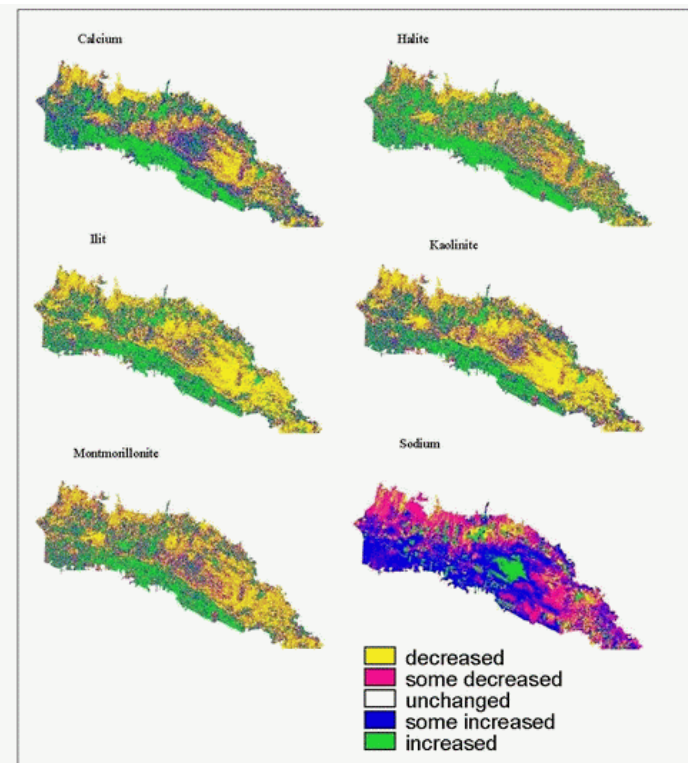 Calcium
Halite
Ilit
Kaolinite
Montmorillonite
Sodium
decreased
some decreased
unchanged
some increased
increased